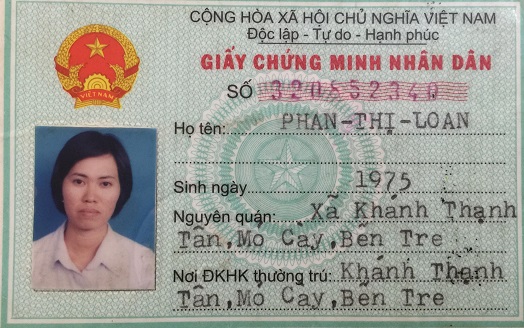 CỘNG HÒA XÃ HỘI CHỦ NGHĨA VIỆT NAM
Độc lập - Tự do - Hạnh phúc
GIẤY CHỨNG MINH NHÂN DÂN
SỐ 320552340
Họ tên: PHAN-THỊ-LOAN
Sinh ngày 1975
Nguyên quán: Xã Khánh Thạnh
Tân, Mỏ Cày, Bến Tre
Nơi ĐKHK thường trú: Khánh Thạnh
Tân, Mỏ Cày, Bến Tre
VIỆT NAM